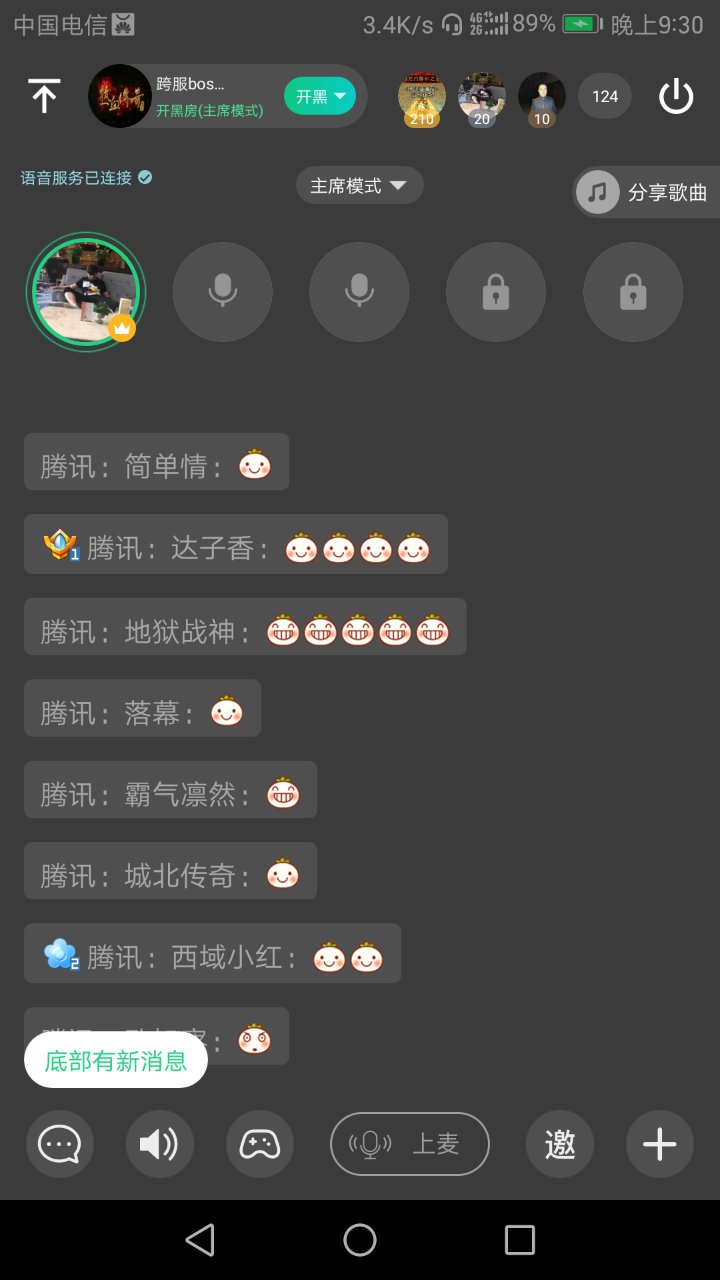 中国电信 3.4K/s 4G 2G 89% 晚上9:30
跨服bos...
开黑房(主席模式)
开黑
210
20
10
124
语音服务已连接
主席模式
分享歌曲
腾讯：简单情：
1 腾讯：达子香：
腾讯：地狱战神：
腾讯：落幕：
腾讯：霸气凛然：
腾讯：城北传奇：
2 腾讯：西域小红：
底部有新消息
上麦
邀